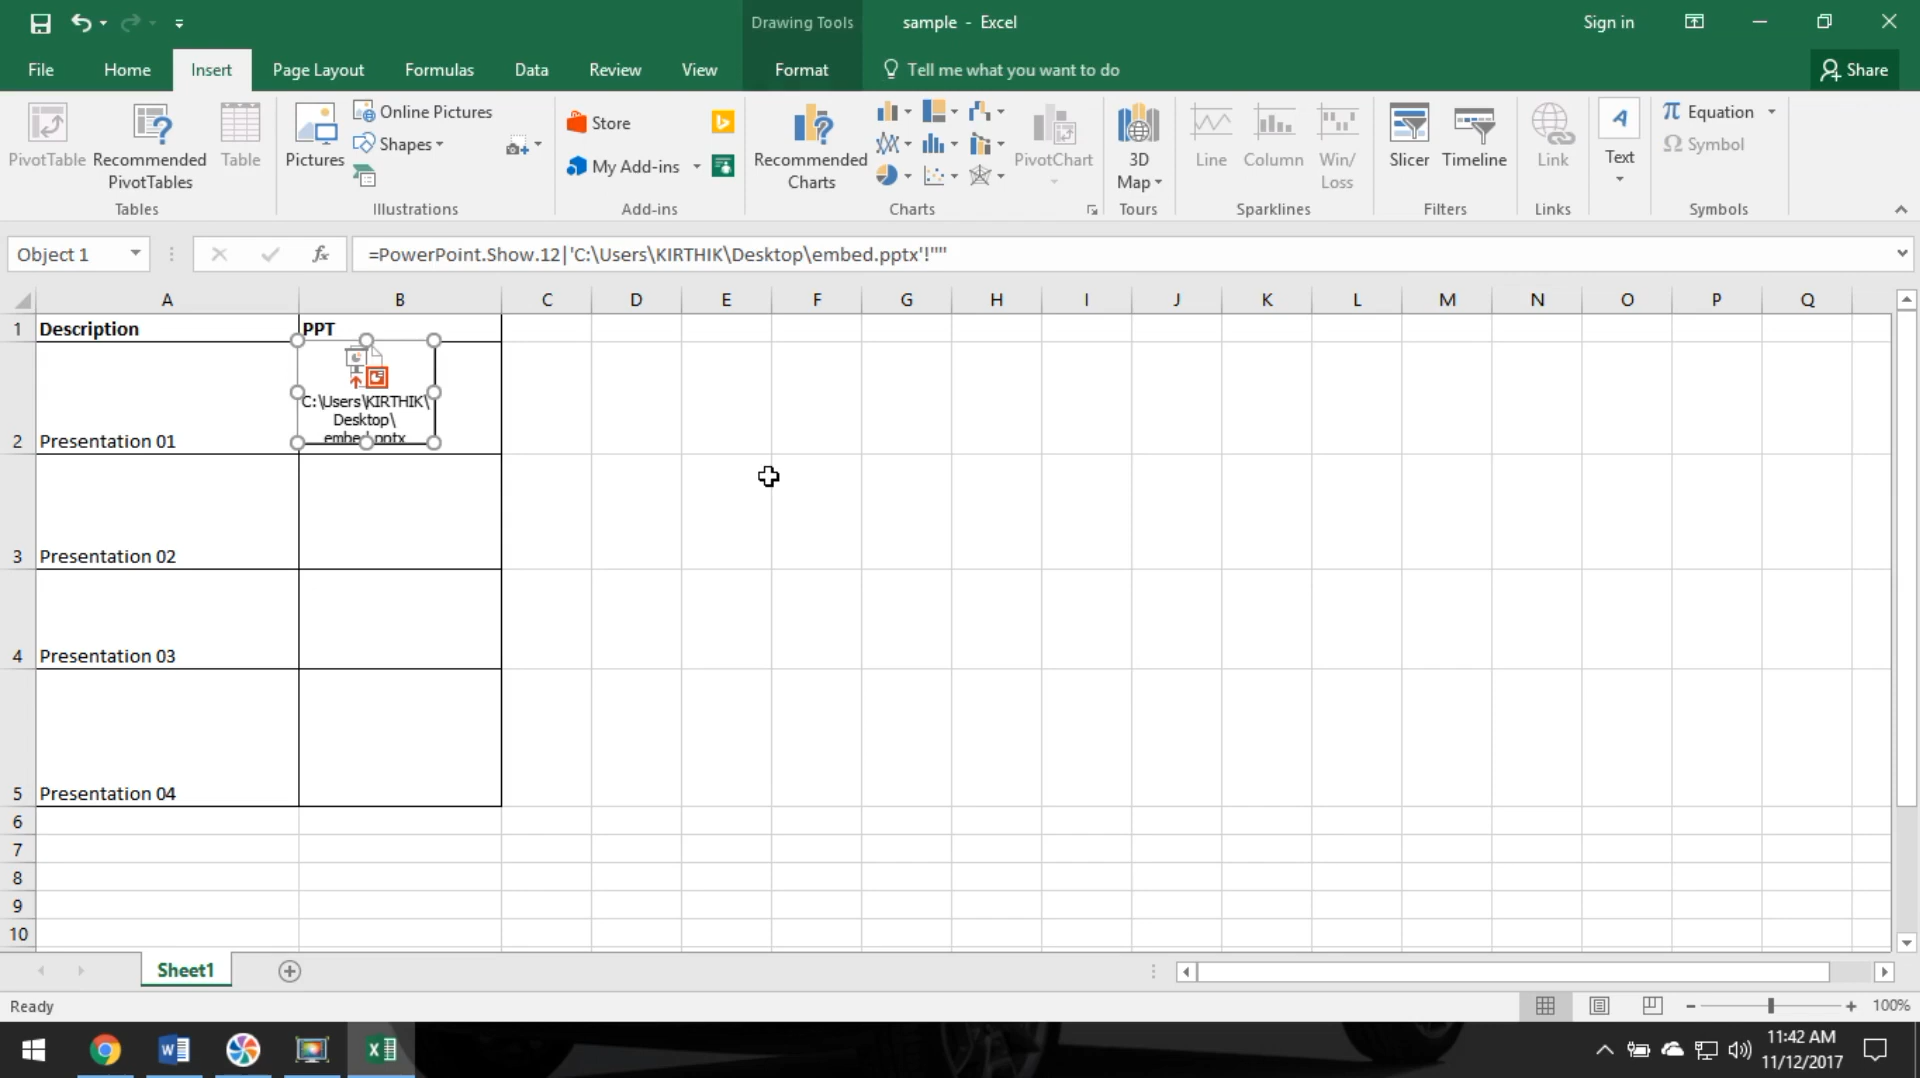 Drawing Tools
sample - Excel
Sign in
File
Home
Insert
Page Layout
Formulas
Data
Review
View
Format
Tell me what you want to do
Share
PivotTable
Recommended
PivotTables
Table
Tables
Pictures
Online Pictures
Shapes
Illustrations
Store
My Add-ins
Add-ins
Recommended
Charts
PivotChart
Charts
3D
Map
Tours
Line
Column
Win/
Loss
Sparklines
Slicer
Timeline
Filters
Link
Links
Text
Equation
Symbol
Symbols
Object 1
fx
=PowerPoint.Show.12|'C:\Users\KIRTHIK\Desktop\embed.pptx'!""
A B C D E F G H I J K L M N O P Q
1 Description PPT
C:\Users\KIRTHIK\
Desktop\
embed.pptx
2 Presentation 01
3 Presentation 02
4 Presentation 03
5 Presentation 04
6
7
8
9
10
Sheet1
Ready
100%
11:42 AM
11/12/2017